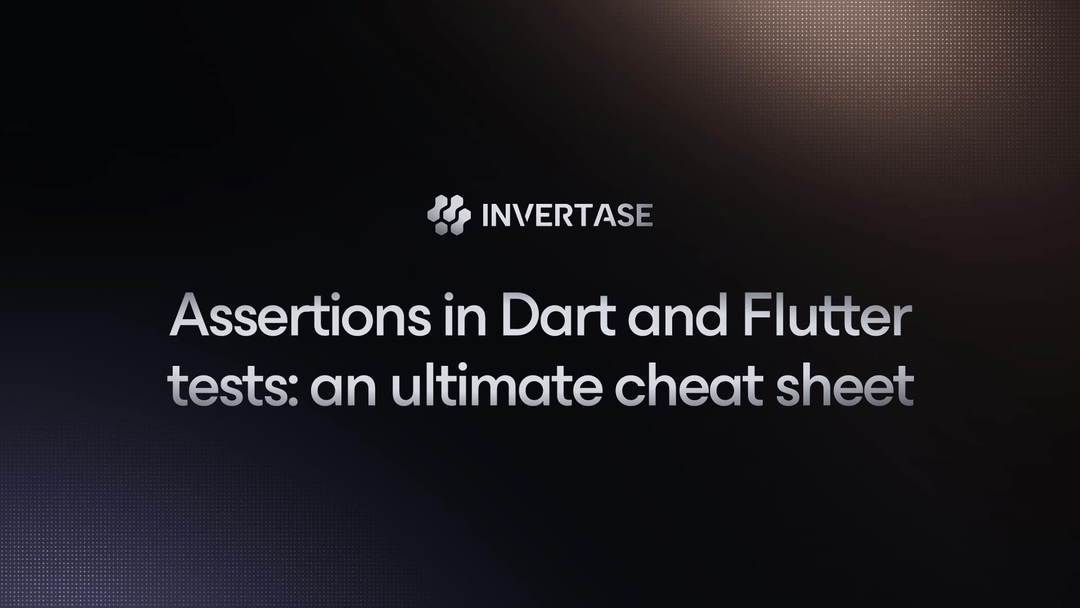 INVERTASE
Assertions in Dart and Flutter
tests: an ultimate cheat sheet